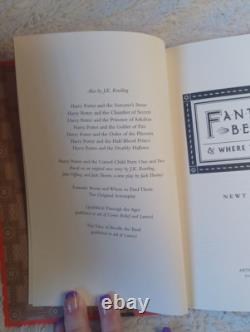 Also by J.K. Rowling
Harry Potter and the Sorcerer's Stone
Harry Potter and the Chamber of Secrets
Harry Potter and the Prisoner of Azkaban
Harry Potter and the Goblet of Fire
Harry Potter and the Order of the Phoenix
Harry Potter and the Half-Blood Prince
Harry Potter and the Deathly Hallows
Harry Potter and the Cursed Child Parts One and Two
(based on an original new story by J.K. Rowling,
John Tiffany, and Jack Thorne, a new play by Jack Thorne)
Fantastic Beasts and Where to Find Them:
The Original Screenplay
Quidditch Through the Ages
(published in aid of Comic Relief and Lumos)
The Tales of Beedle the Bard
(published in aid of Lumos)
FANT
BE
& WHERE
NEWT
worthopedia